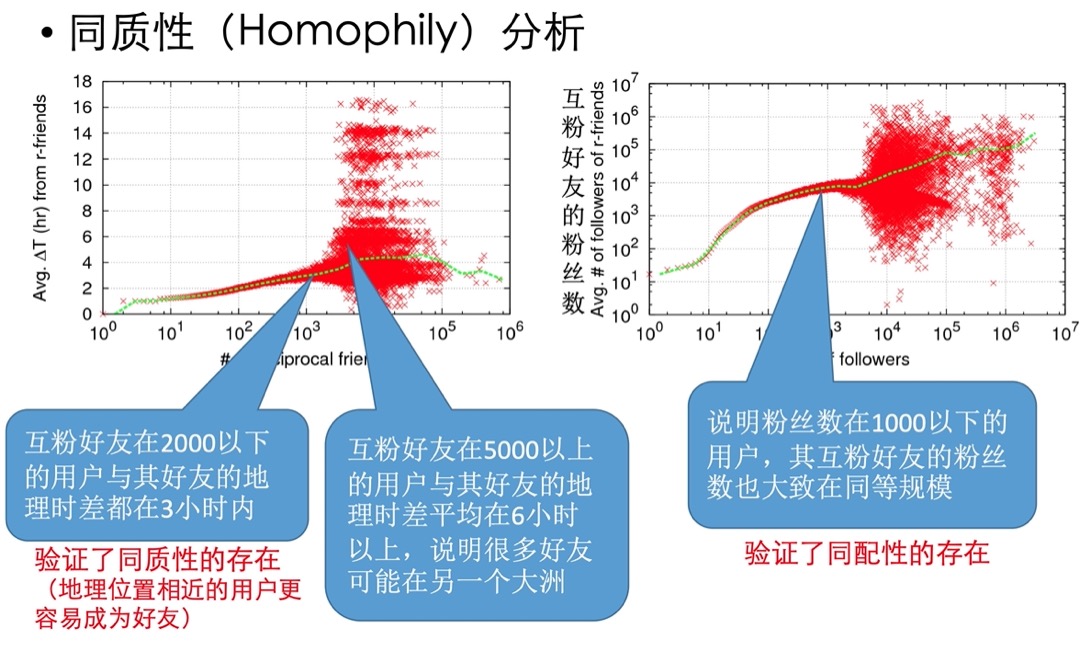 • 同质性（Homophily）分析
18
16
14
12
10
8
6
4
2
0
Avg. ΔT (hr) from r-friends
10^0 10^1 10^2 10^3 10^5 10^6
互粉好友的粉丝数
Avg. # of followers of r-friends
10^7
10^6
10^5
10^4
10^3
10^2
10^1
10^0
10^0 10^1 10^4 10^5 10^6 10^7
followers
互粉好友在2000以下
的用户与其好友的地
理时差都在3小时内
验证了同质性的存在
（地理位置相近的用户更
容易成为好友）
互粉好友在5000以上
的用户与其好友的地
理时差平均在6小时
以上，说明很多好友
可能在另一个大洲
说明粉丝数在1000以下的
用户，其互粉好友的粉丝
数也大致在同等规模
验证了同配性的存在